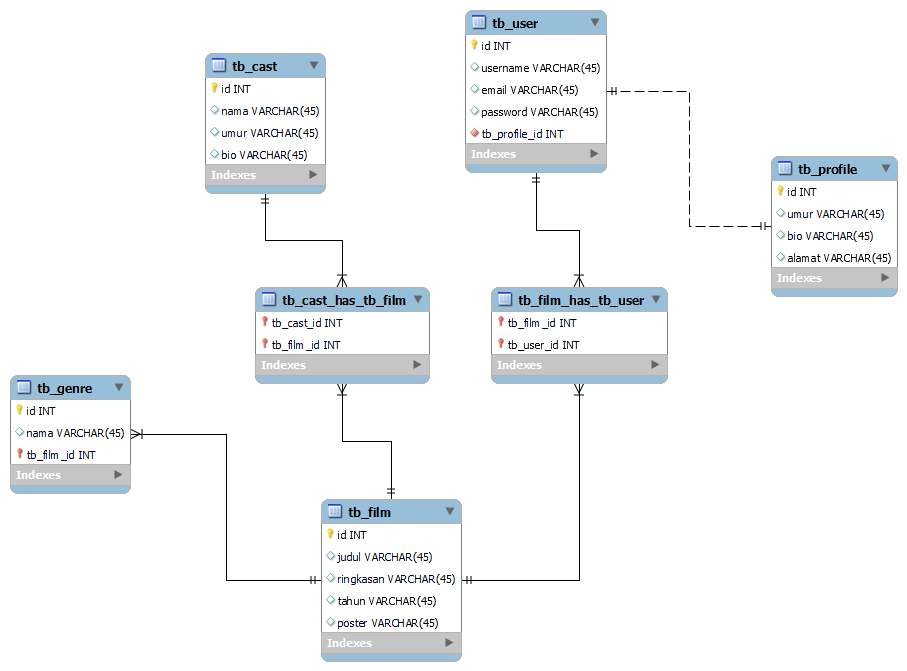 tb_user
id INT
username VARCHAR(45)
email VARCHAR(45)
password VARCHAR(45)
tb_profile_id INT
Indexes
tb_cast
id INT
nama VARCHAR(45)
umur VARCHAR(45)
bio VARCHAR(45)
Indexes
tb_profile
id INT
umur VARCHAR(45)
bio VARCHAR(45)
alamat VARCHAR(45)
Indexes
tb_cast_has_tb_film
tb_cast_id INT
tb_film_id INT
Indexes
tb_film_has_tb_user
tb_film_id INT
tb_user_id INT
Indexes
tb_genre
id INT
nama VARCHAR(45)
tb_film_id INT
Indexes
tb_film
id INT
judul VARCHAR(45)
ringkasan VARCHAR(45)
tahun VARCHAR(45)
poster VARCHAR(45)
Indexes